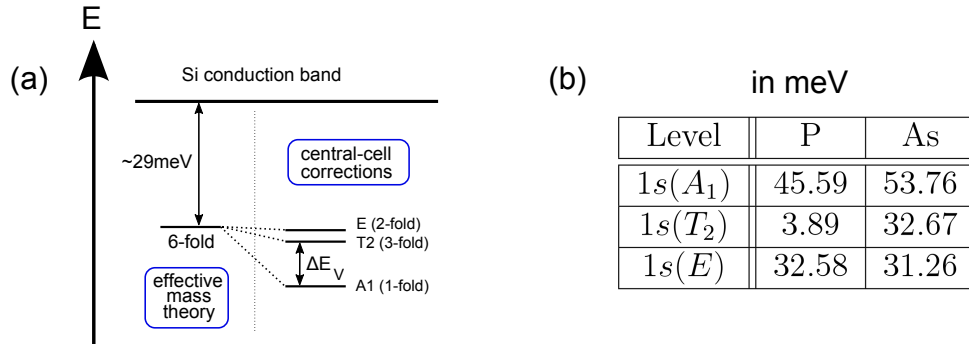 E
(a)
Si conduction band
~29meV
central-cell
corrections
6-fold
E (2-fold)
T2 (3-fold)
ΔE_V
A1 (1-fold)
effective
mass
theory
(b)
in meV
Level P As
1s(A₁) 45.59 53.76
1s(T₂) 3.89 32.67
1s(E) 32.58 31.26